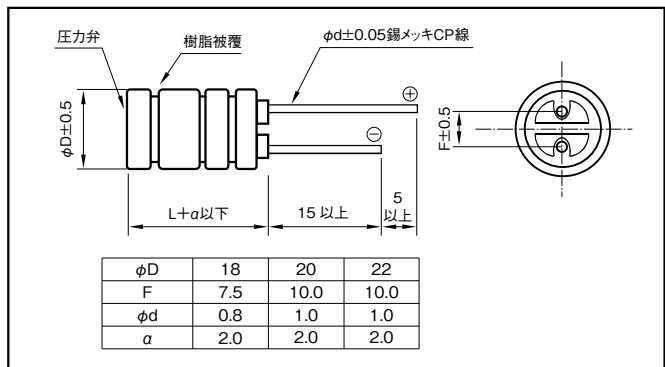 圧力弁
樹脂被覆
φd±0.05錫メッキCP線
φD±0.5
⊕
⊖
F±0.5
L+α以下
15以上
5
以上
φD 18 20 22
F 7.5 10.0 10.0
φd 0.8 1.0 1.0
α 2.0 2.0 2.0